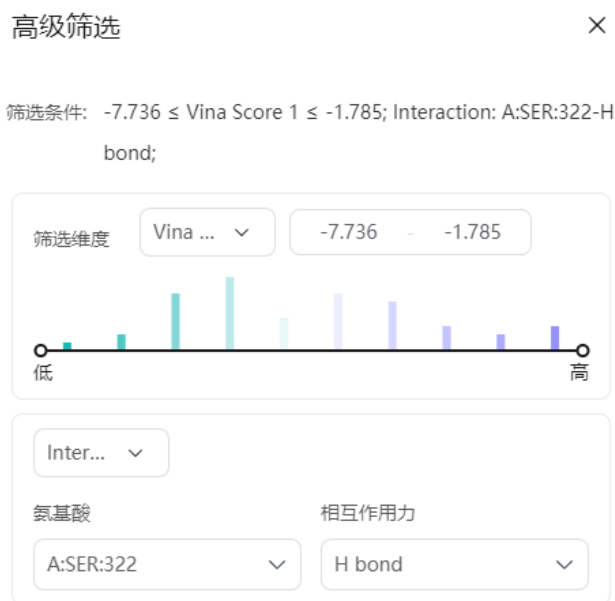 高级筛选
筛选条件: -7.736 ≤ Vina Score 1 ≤ -1.785; Interaction: A:SER:322-H
bond;
筛选维度 Vina ... -7.736 - -1.785
低 高
Inter...
氨基酸 相互作用力
A:SER:322 H bond